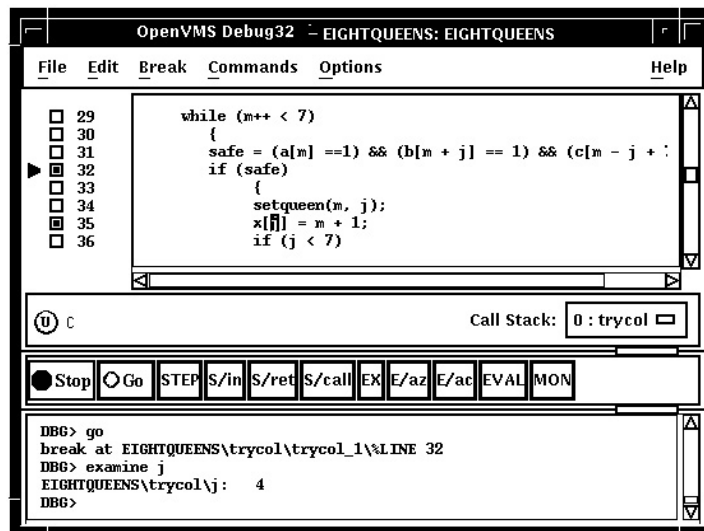 OpenVMS Debug32 – EIGHTQUEENS: EIGHTQUEENS
File Edit Break Commands Options Help
29 while (m++ < 7)
30 {
31 safe = (a[m] ==1) && (b[m + j] == 1) && (c[m - j +
32 if (safe)
33 {
34 setqueen(m, j);
35 x[j] = m + 1;
36 if (j < 7)
U C Call Stack: 0 : trycol
Stop Go STEP S/in S/ret S/call EX E/az E/ac EVAL MON
DBG> go
break at EIGHTQUEENS\trycol\trycol_1\%LINE 32
DBG> examine j
EIGHTQUEENS\trycol\j: 4
DBG>